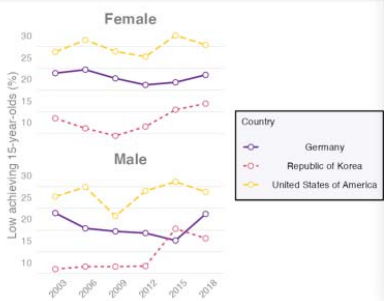 Female
30
25
20
15
10
Low achieving 15-year-olds (%)
Male
30
25
20
15
10
2003
2006
2009
2012
2015
2018
Country
Germany
Republic of Korea
United States of America